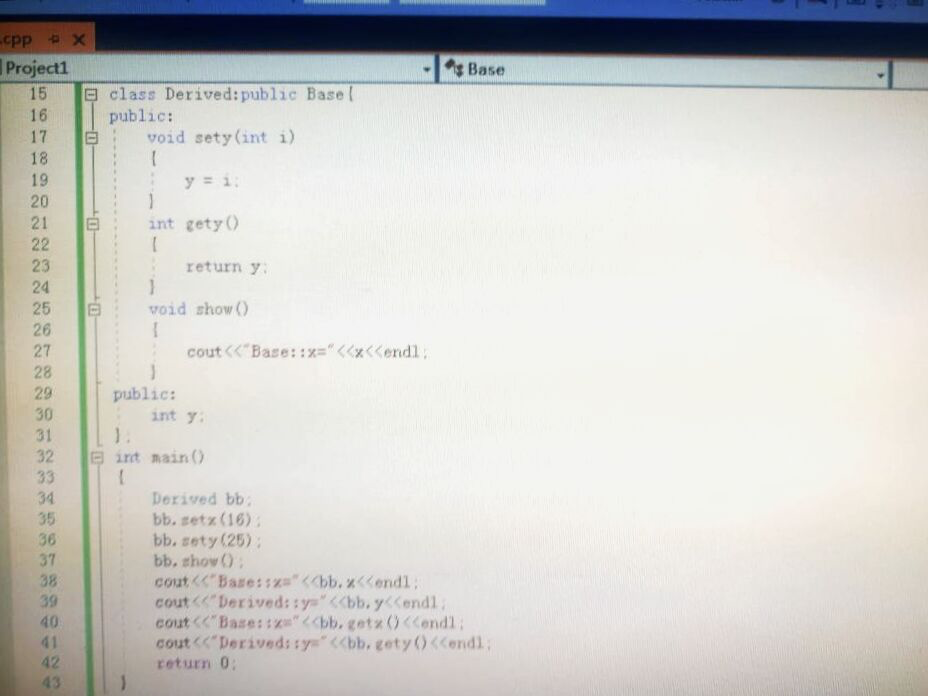 .cpp
Project1
Base
15 class Derived:public Base{
16 public:
17 void sety(int i)
18 {
19 y = i;
20 }
21 int gety()
22 {
23 return y;
24 }
25 void show()
26 {
27 cout<<"Base::x="<<x<<endl;
28 }
29 public:
30 int y;
31 };
32 int main()
33 {
34 Derived bb;
35 bb.setx(16);
36 bb.sety(25);
37 bb.show();
38 cout<<"Base::x="<<bb.x<<endl;
39 cout<<"Derived::y="<<bb.y<<endl;
40 cout<<"Base::x="<<bb.getx()<<endl;
41 cout<<"Derived::y="<<bb.gety()<<endl;
42 return 0;
43 }